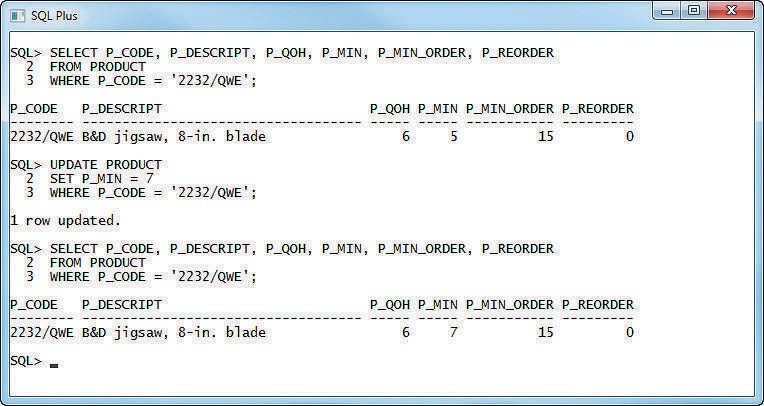 SQL Plus
SQL> SELECT P_CODE, P_DESCRIPT, P_QOH, P_MIN, P_MIN_ORDER, P_REORDER
2 FROM PRODUCT
3 WHERE P_CODE = '2232/QWE';
P_CODE P_DESCRIPT P_QOH P_MIN P_MIN_ORDER P_REORDER
-------- ----------------------------------- ----- ----- ----------- ---------
2232/QWE B&D jigsaw, 8-in. blade 6 5 15 0
SQL> UPDATE PRODUCT
2 SET P_MIN = 7
3 WHERE P_CODE = '2232/QWE';
1 row updated.
SQL> SELECT P_CODE, P_DESCRIPT, P_QOH, P_MIN, P_MIN_ORDER, P_REORDER
2 FROM PRODUCT
3 WHERE P_CODE = '2232/QWE';
P_CODE P_DESCRIPT P_QOH P_MIN P_MIN_ORDER P_REORDER
-------- ----------------------------------- ----- ----- ----------- ---------
2232/QWE B&D jigsaw, 8-in. blade 6 7 15 0
SQL> _